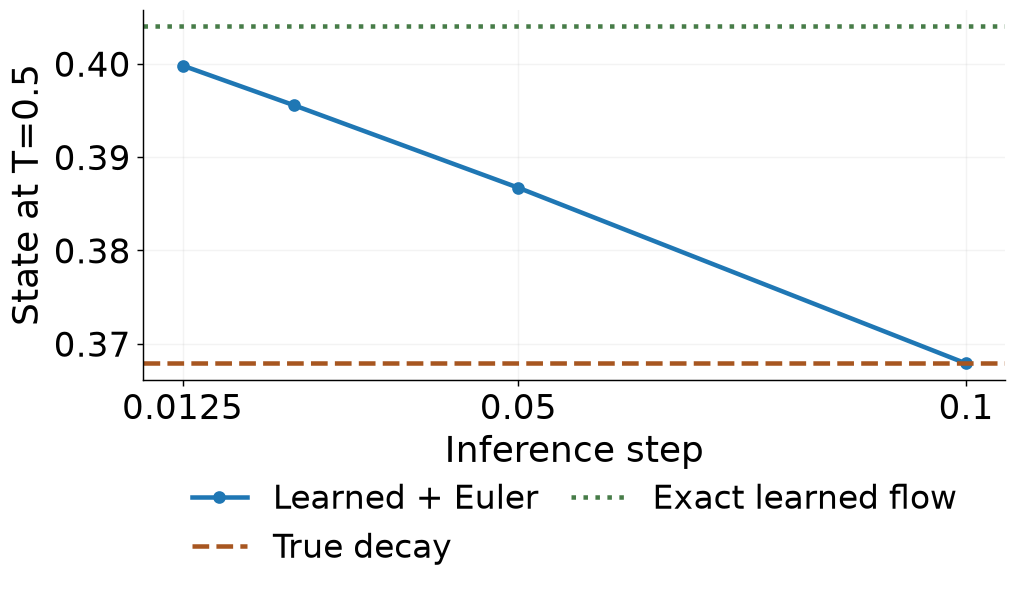 State at T=0.5
0.40
0.39
0.38
0.37
0.0125 0.05 0.1
Inference step
Learned + Euler Exact learned flow
True decay